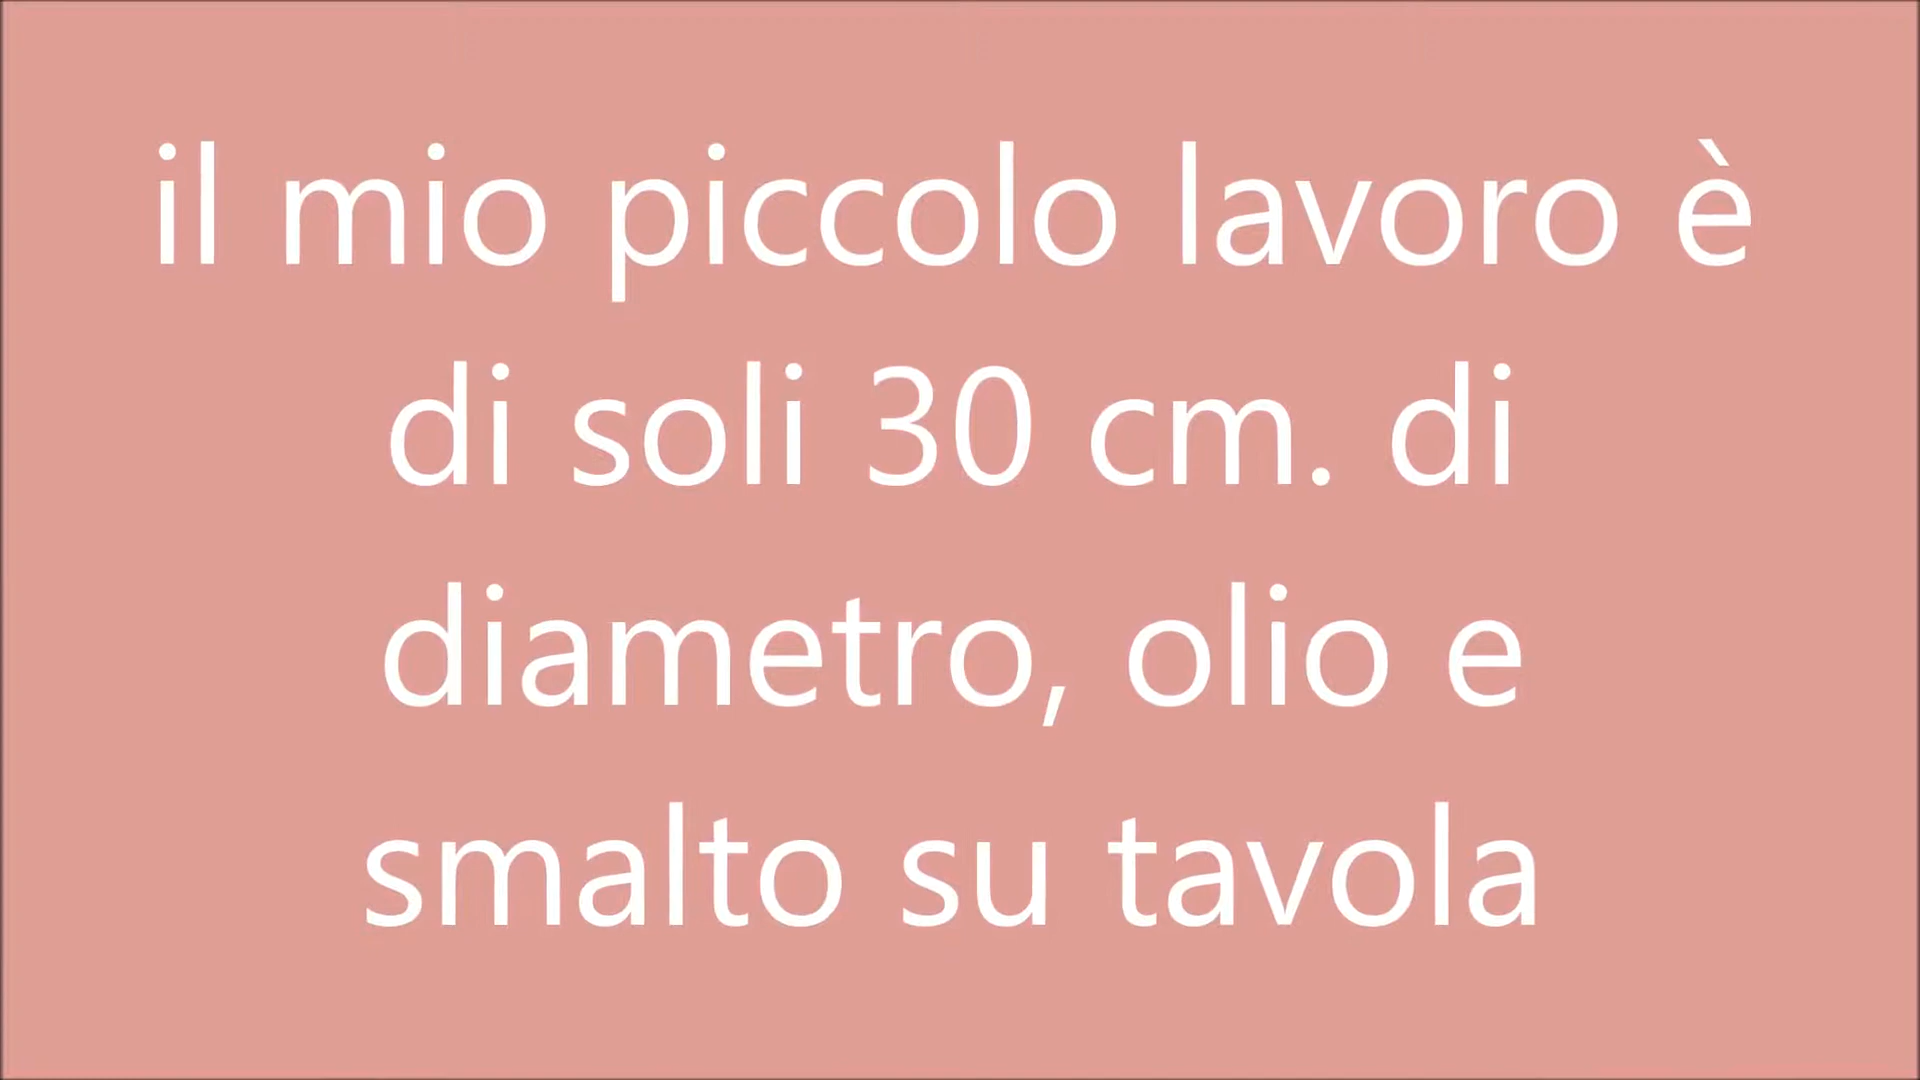 il mio piccolo lavoro è
di soli 30 cm. di
diametro, olio e
smalto su tavola